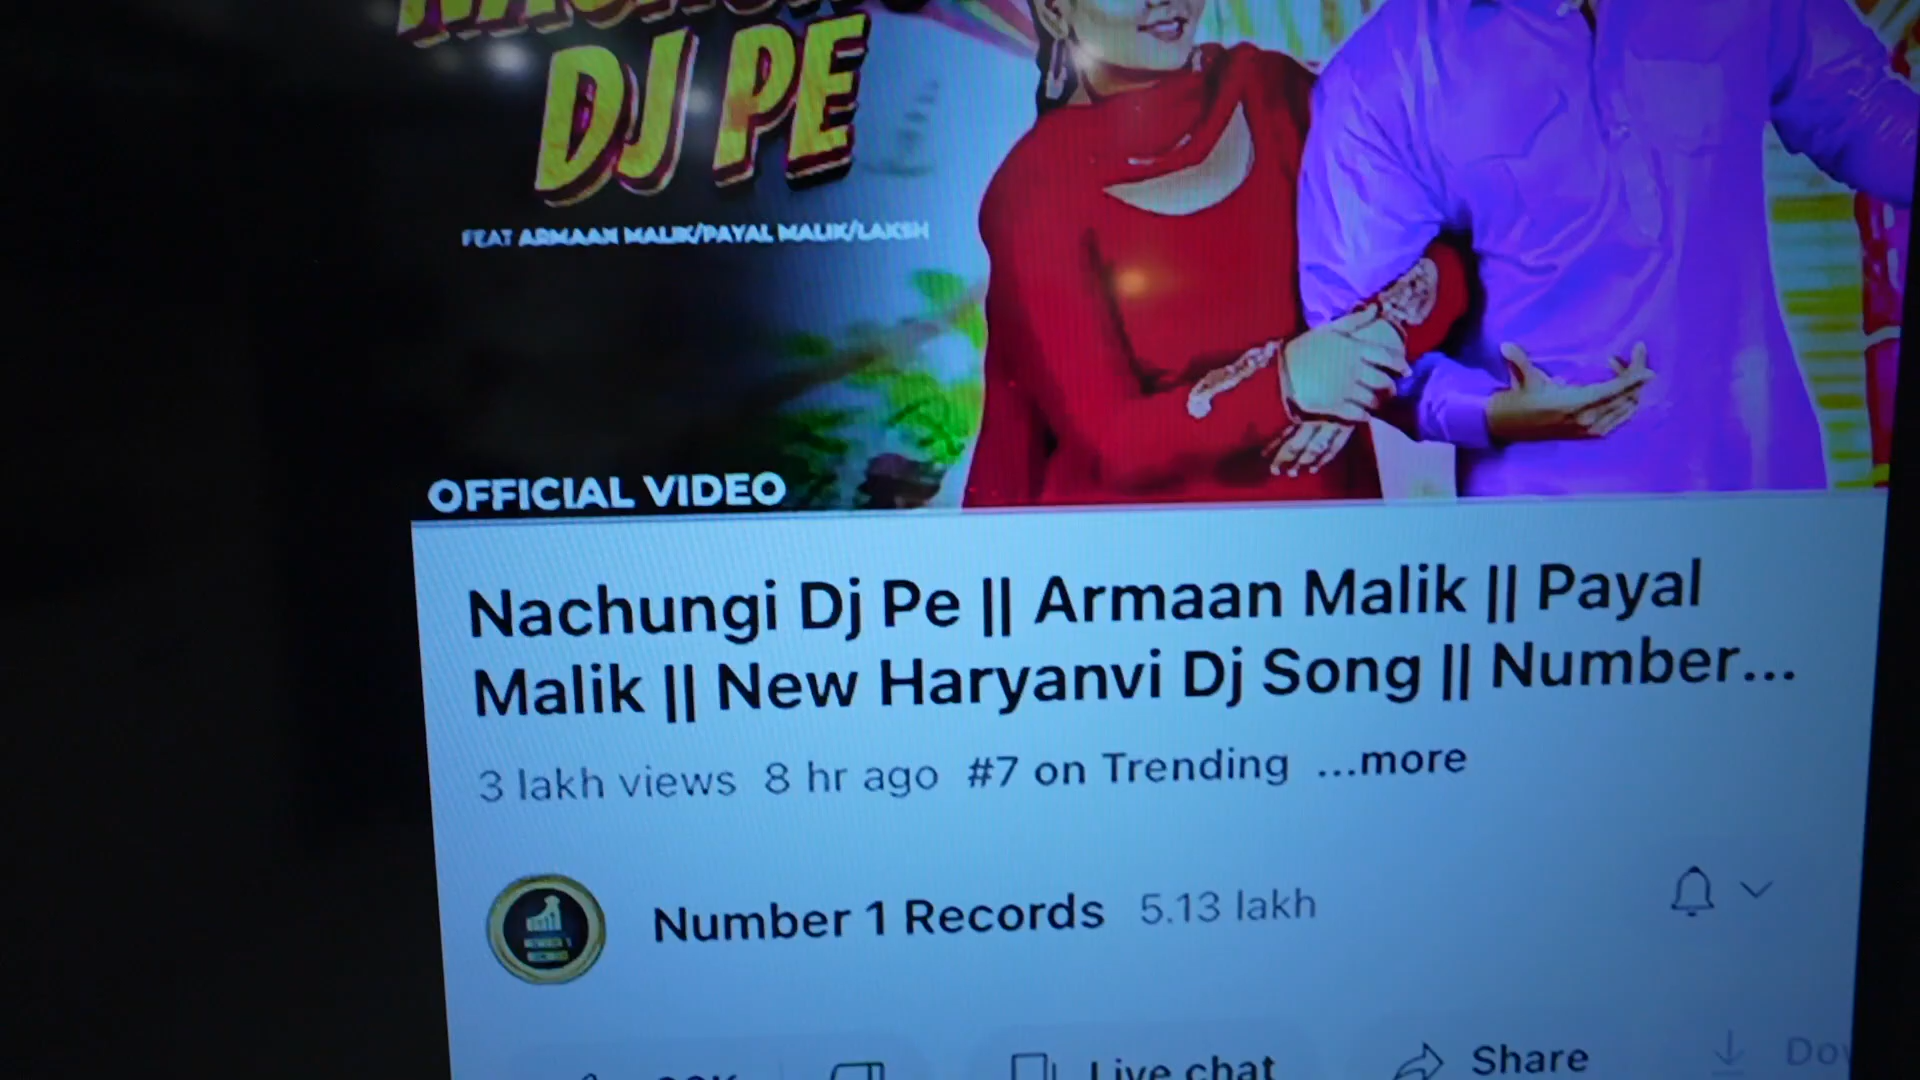 DJ PE
FEAT ARMAAN MALIK/PAYAL MALIK/LAKSH
OFFICIAL VIDEO
Nachungi Dj Pe || Armaan Malik || Payal
Malik || New Haryanvi Dj Song || Number...
3 lakh views 8 hr ago #7 on Trending ...more
Number 1 Records 5.13 lakh
Live chat
Share